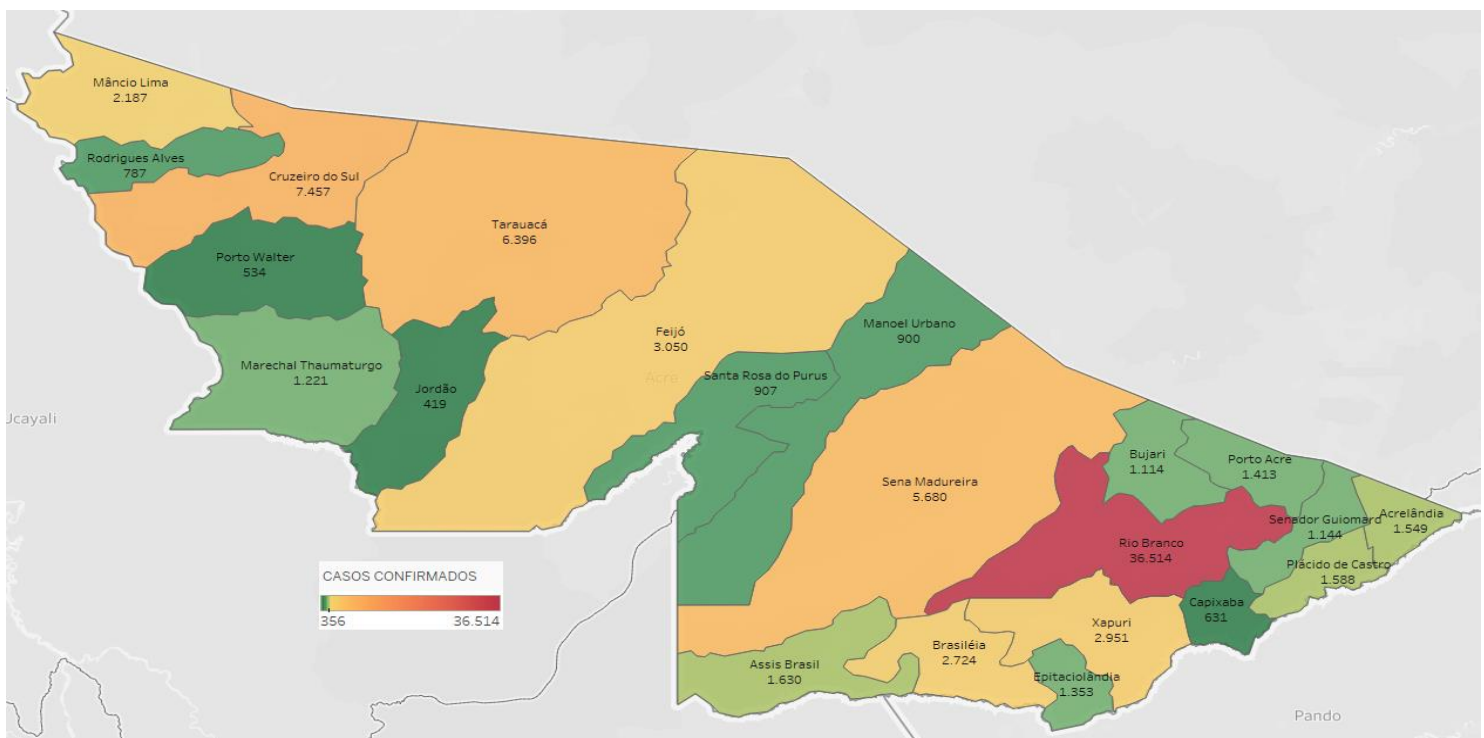 Mâncio Lima
2.187
Rodrigues Alves
787
Cruzeiro do Sul
7.457
Tarauacá
6.396
Porto Walter
534
Feijó
3.050
Manoel Urbano
900
Marechal Thaumaturgo
1.221
Jordão
419
Santa Rosa do Purus
907
Acre
Ucayali
Sena Madureira
5.680
Bujari
1.114
Porto Acre
1.413
Senador Guiomard
1.144
Acrelândia
1.549
Rio Branco
36.514
Plácido de Castro
1.588
Capixaba
631
Xapuri
2.951
Brasiléia
2.724
Assis Brasil
1.630
Epitaciolândia
1.353
Pando
CASOS CONFIRMADOS
356 36.514